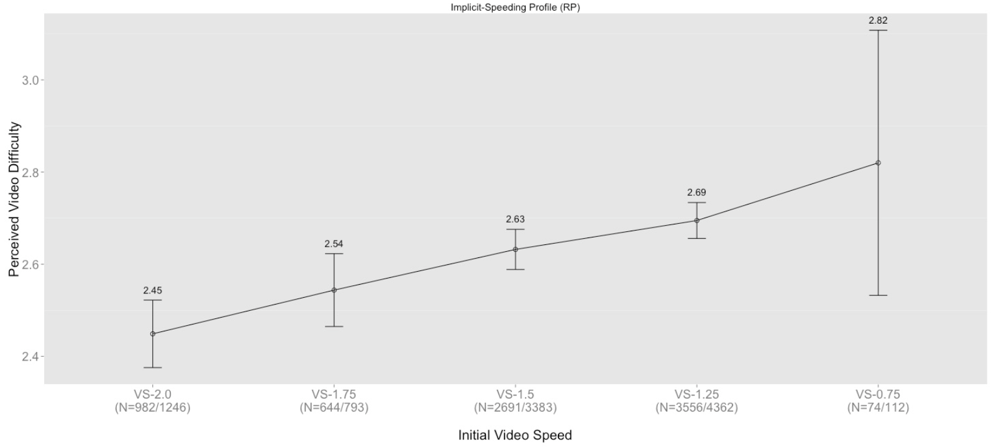 Implicit-Speeding Profile (RP)
2.82
3.0
2.8
2.69
2.63
2.54
2.6
2.45
2.4
Perceived Video Difficulty
VS-2.0
(N=982/1246)
VS-1.75
(N=644/793)
VS-1.5
(N=2691/3383)
VS-1.25
(N=3556/4362)
VS-0.75
(N=74/112)
Initial Video Speed